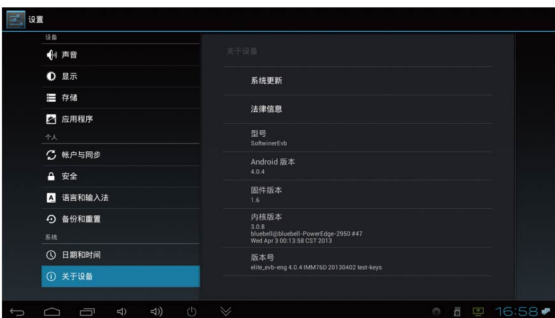 设置
设备
声音
显示
存储
应用程序
个人
帐户与同步
安全
语言和输入法
备份和重置
系统
日期和时间
关于设备
关于设备
系统更新
法律信息
型号
SoftwinerEvb
Android 版本
4.0.4
固件版本
1.6
内核版本
3.0.8
bluebell@bluebell-PowerEdge-2950 #47
Wed Apr 3 00:13:58 CST 2013
版本号
elite_evb-eng 4.0.4 IMM76D 20130402 test-keys
16:58